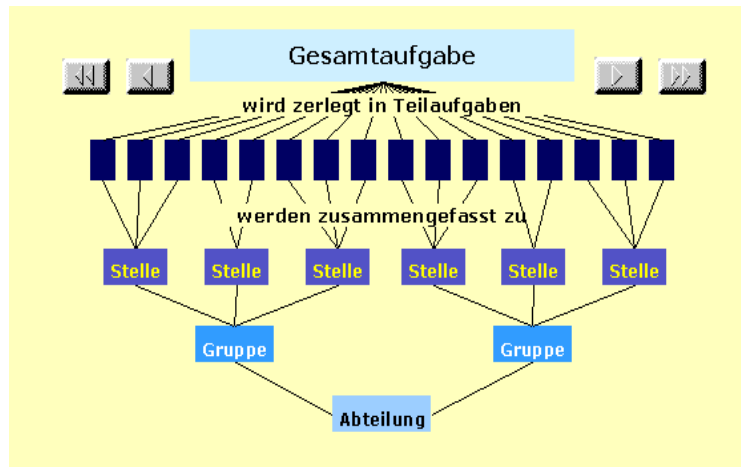 Gesamtaufgabe
wird zerlegt in Teilaufgaben
werden zusammengefasst zu
Stelle Stelle Stelle Stelle Stelle Stelle
Gruppe Gruppe
Abteilung